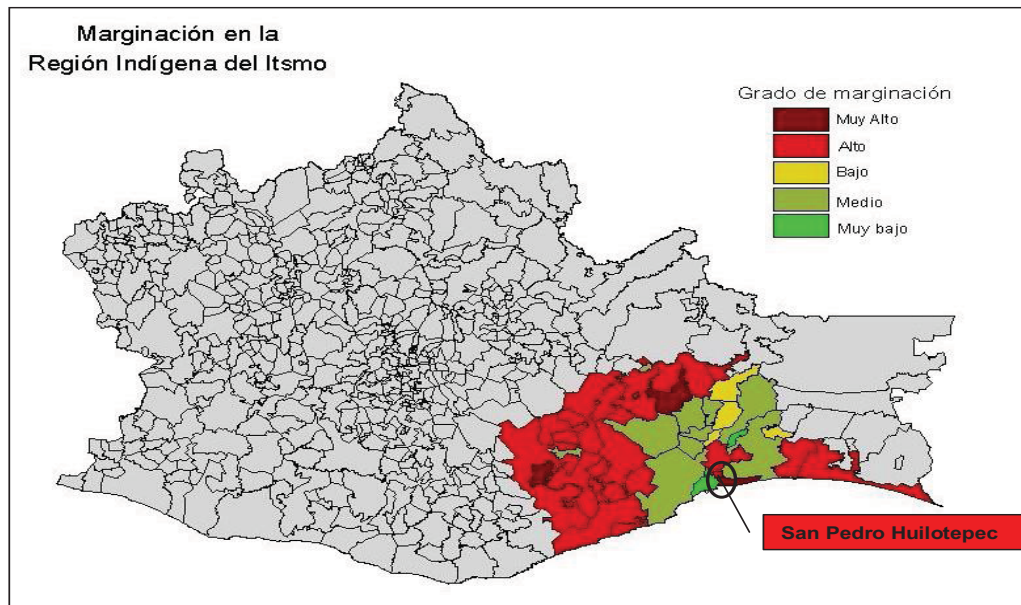 Marginación en la
Región Indígena del Itsmo
Grado de marginación
Muy Alto
Alto
Bajo
Medio
Muy bajo
San Pedro Huilotepec